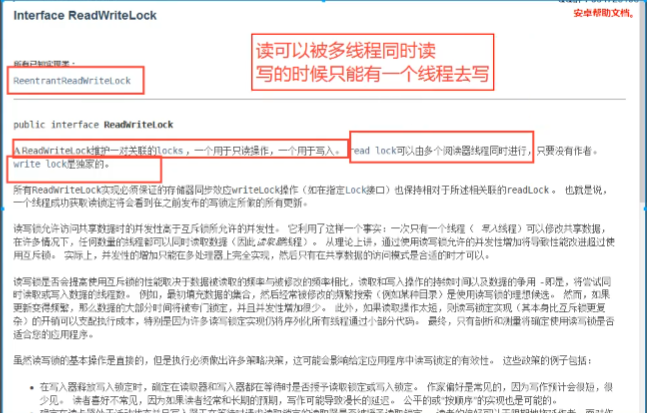 安卓帮助文档。
Interface ReadWriteLock
读可以被多线程同时读
写的时候只能有一个线程去写
所有已知实现类：
ReentrantReadWriteLock
public interface ReadWriteLock
A ReadWriteLock维护一对关联的locks ，一个用于只读操作，一个用于写入。 read lock可以由多个阅读器线程同时进行，只要没有作者。
write lock是独家的。
所有ReadWriteLock实现必须保证的存储器同步效应writeLock操作（如在指定Lock接口）也保持相对于所述相关联的readLock 。 也就是说，
一个线程成功获取读锁定将会看到在之前发布的写锁定所做的所有更新。
读写锁允许访问共享数据时的并发性高于互斥锁所允许的并发性。 它利用了这样一个事实：一次只有一个线程（ 写入线程）可以修改共享数据，
在许多情况下，任何数量的线程都可以同时读取数据（因此读取器线程）。 从理论上讲，通过使用读写锁允许的并发性增加将导致性能改进超过使
用互斥锁。 实际上，并发性的增加只能在多处理器上完全实现，然后只有在共享数据的访问模式是合适的时才可以。
读写锁是否会提高使用互斥锁的性能取决于数据被读取的频率与被修改的频率相比，读取和写入操作的持续时间以及数据的争用 -即是，将尝试同
时读取或写入数据的线程数。 例如，最初填充数据的集合，然后经常被修改的频繁搜索（例如某种目录）是使用读写锁的理想候选。 然而，如果
更新变得频繁，那么数据的大部分时间将被专门锁定，并且并发性增加很少。 此外，如果读取操作太短，则读写锁定实现（其本身比互斥锁更复
杂）的开销可以支配执行成本，特别是因为许多读写锁定实现仍将序列化所有线程通过小部分代码。 最终，只有剖析和测量将确定使用读写锁是否
适合您的应用程序。
虽然读写锁的基本操作是直接的，但是执行必须做出许多策略决策，这可能会影响给定应用程序中读写锁定的有效性。 这些政策的例子包括：
• 在写入器释放写入锁定时，确定在读取器和写入器都在等待时是否授予读取锁定或写入锁定。 作家偏好是常见的，因为写作预计会很短，很
少见。 读者喜好不常见，因为如果读者经常和长期的预期，写作可能导致漫长的延迟。 公平的或“按顺序”的实现也是可能的。